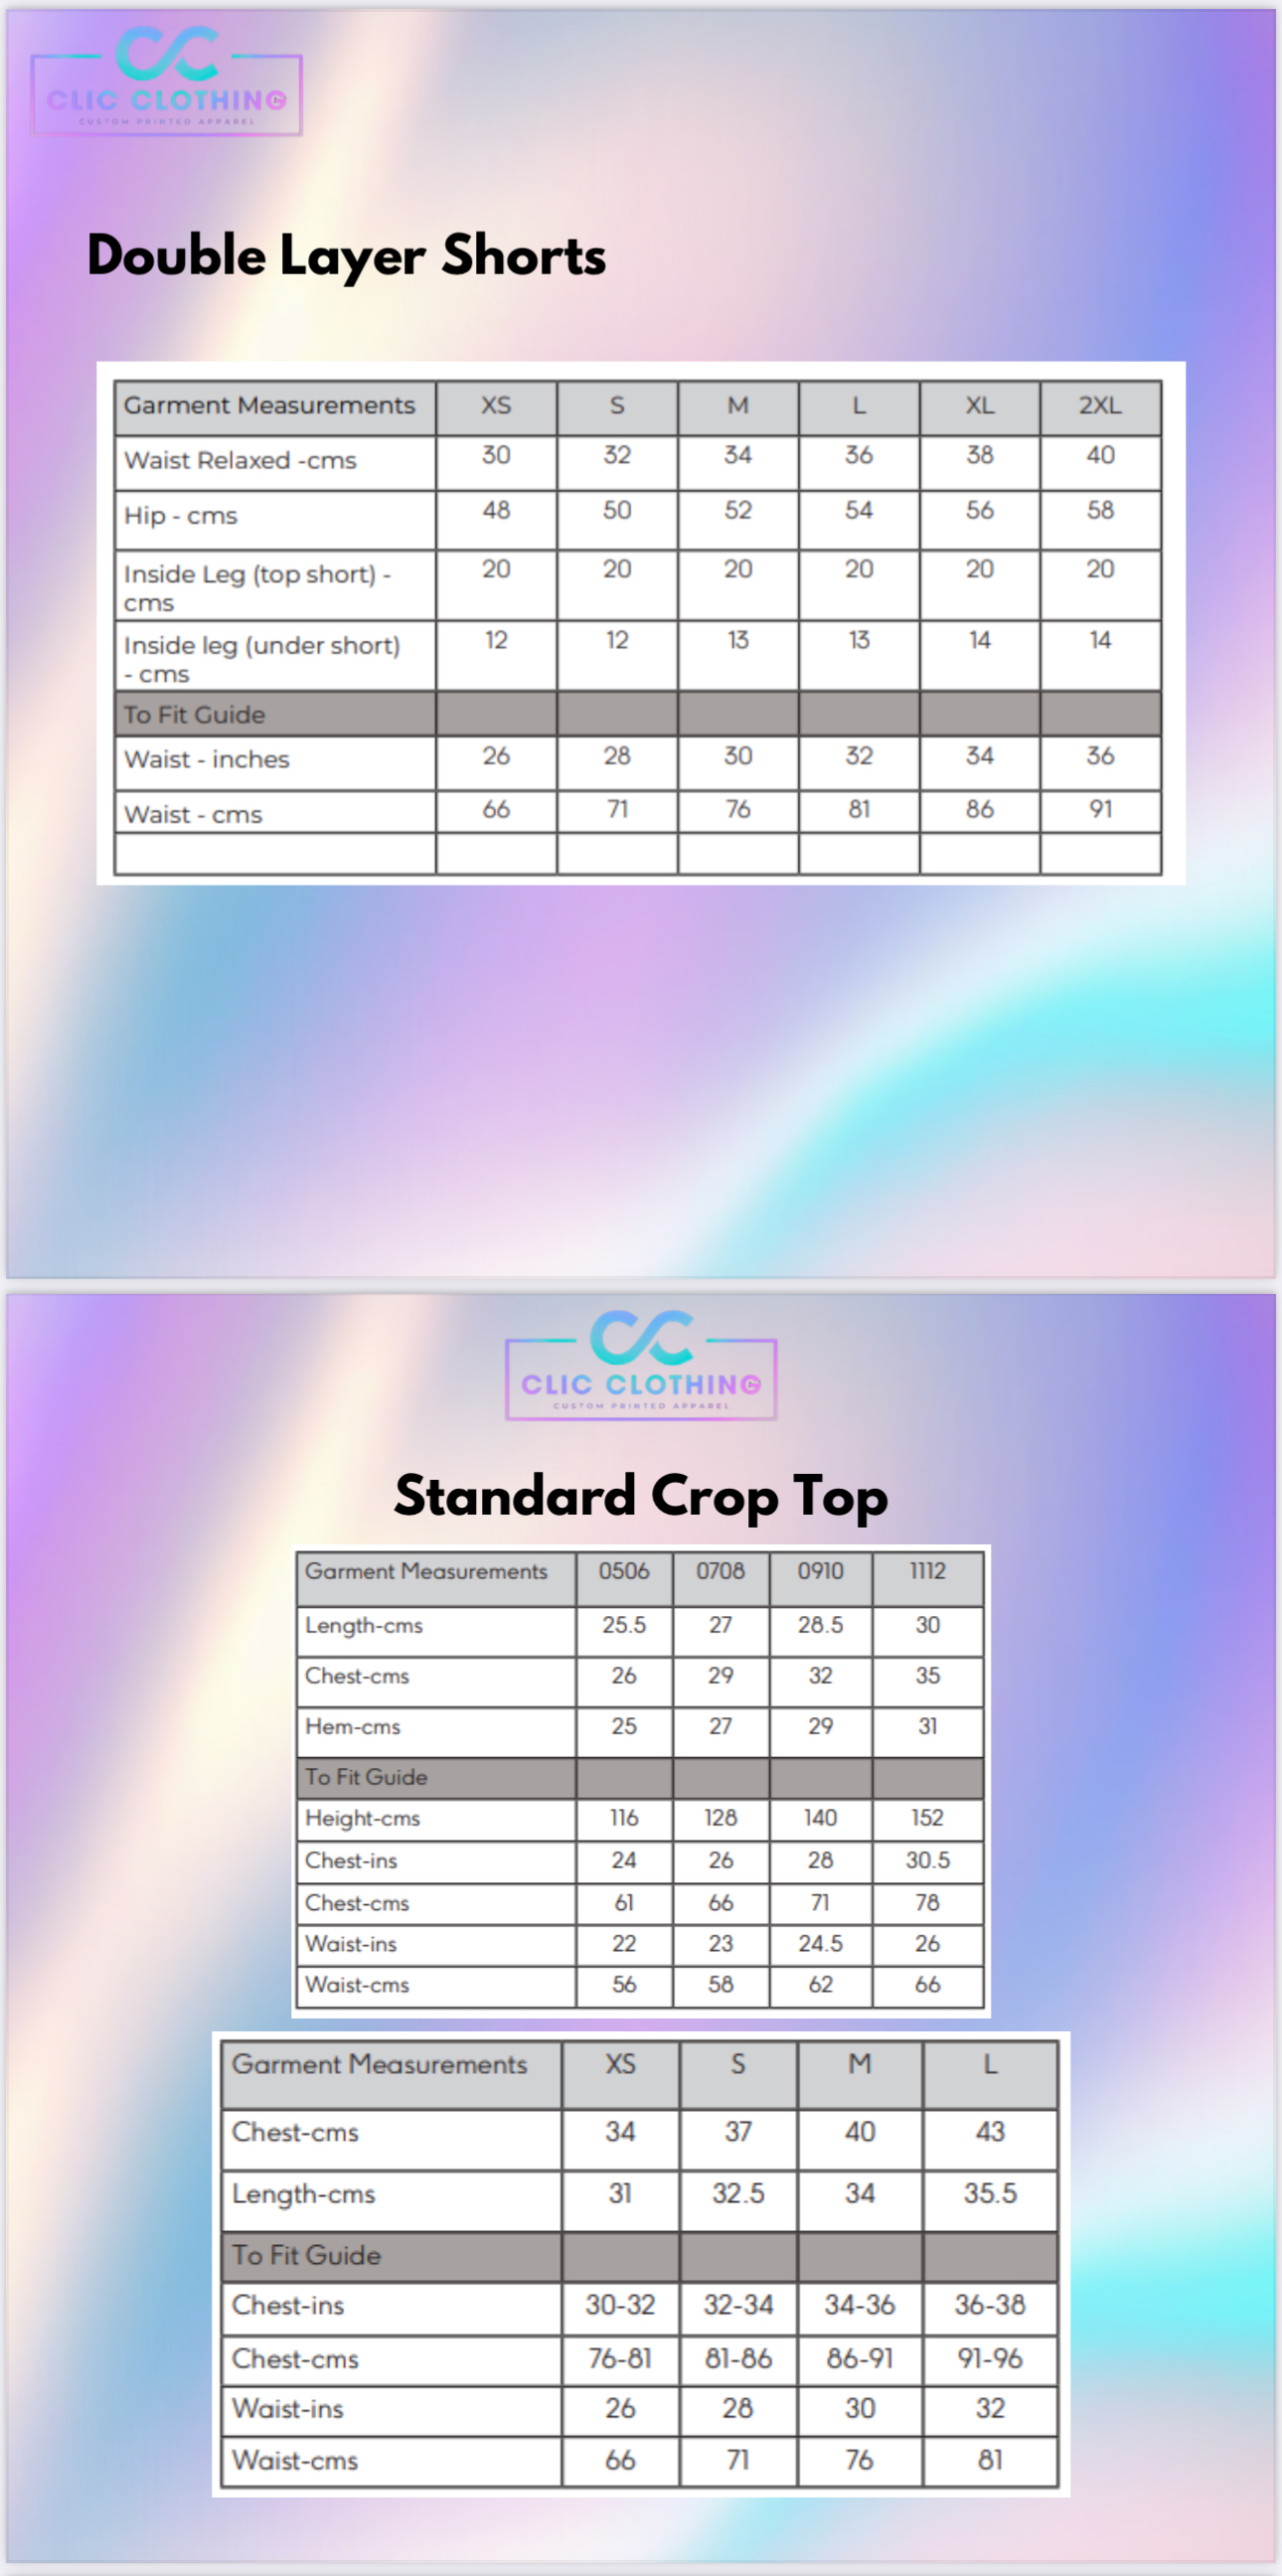 CC
CLIC CLOTHING
CUSTOM PRINTED APPAREL
Double Layer Shorts
Garment Measurements XS S M L XL 2XL
Waist Relaxed -cms 30 32 34 36 38 40
Hip - cms 48 50 52 54 56 58
Inside Leg (top short) - 20 20 20 20 20 20
cms
Inside leg (under short) 12 12 13 13 14 14
- cms
To Fit Guide
Waist - inches 26 28 30 32 34 36
Waist - cms 66 71 76 81 86 91
CC
CLIC CLOTHING
CUSTOM PRINTED APPAREL
Standard Crop Top
Garment Measurements 0506 0708 0910 1112
Length-cms 25.5 27 28.5 30
Chest-cms 26 29 32 35
Hem-cms 25 27 29 31
To Fit Guide
Height-cms 116 128 140 152
Chest-ins 24 26 28 30.5
Chest-cms 61 66 71 78
Waist-ins 22 23 24.5 26
Waist-cms 56 58 62 66
Garment Measurements XS S M L
Chest-cms 34 37 40 43
Length-cms 31 32.5 34 35.5
To Fit Guide
Chest-ins 30-32 32-34 34-36 36-38
Chest-cms 76-81 81-86 86-91 91-96
Waist-ins 26 28 30 32
Waist-cms 66 71 76 81